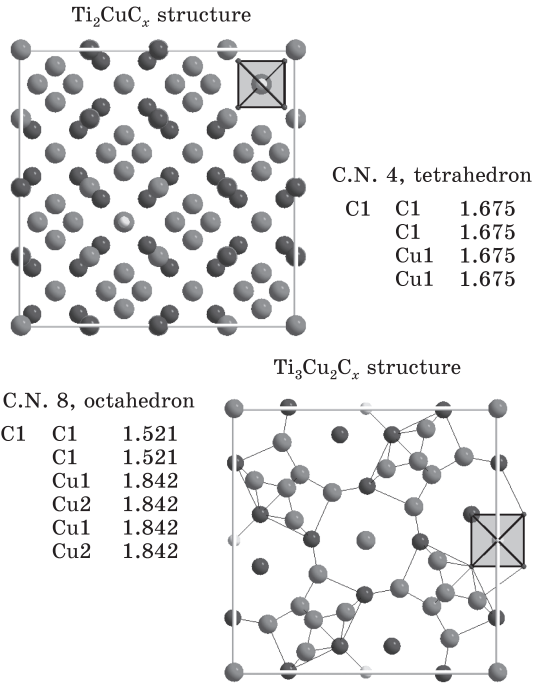 Ti₂CuCₓ structure
C.N. 4, tetrahedron
C1 C1 1.675
C1 1.675
Cu1 1.675
Cu1 1.675
Ti₃Cu₂Cₓ structure
C.N. 8, octahedron
C1 C1 1.521
C1 1.521
Cu1 1.842
Cu2 1.842
Cu1 1.842
Cu2 1.842